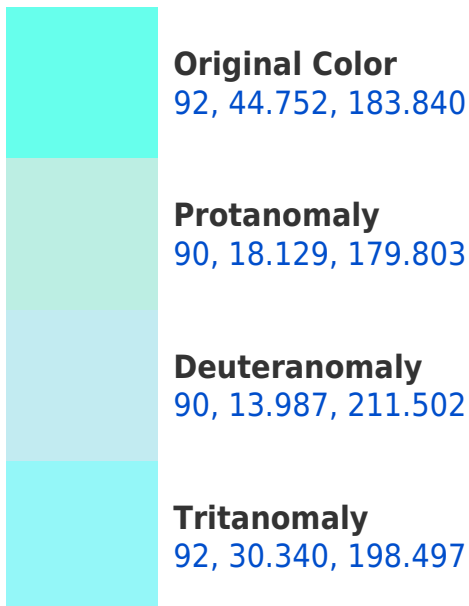 Original Color
92, 44.752, 183.840
Protanomaly
90, 18.129, 179.803
Deuteranomaly
90, 13.987, 211.502
Tritanomaly
92, 30.340, 198.497